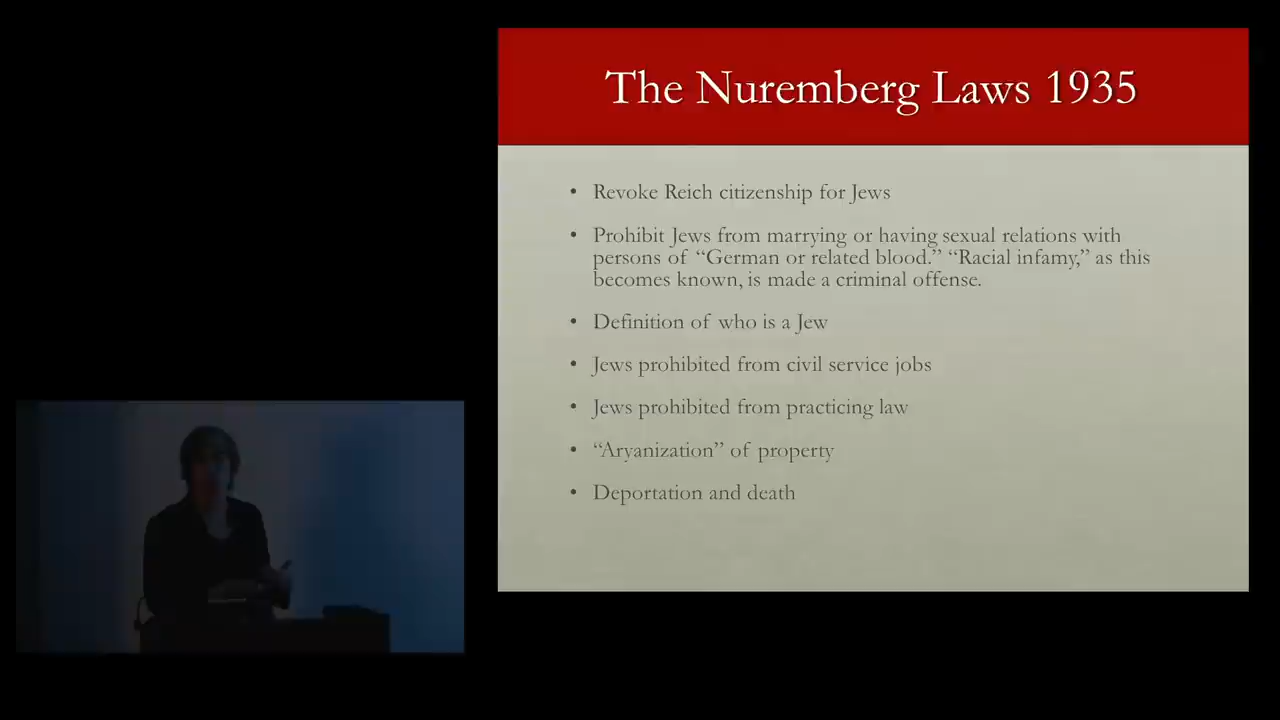 The Nuremberg Laws 1935
• Revoke Reich citizenship for Jews
• Prohibit Jews from marrying or having sexual relations with
persons of “German or related blood.” “Racial infamy,” as this
becomes known, is made a criminal offense.
• Definition of who is a Jew
• Jews prohibited from civil service jobs
• Jews prohibited from practicing law
• “Aryanization” of property
• Deportation and death